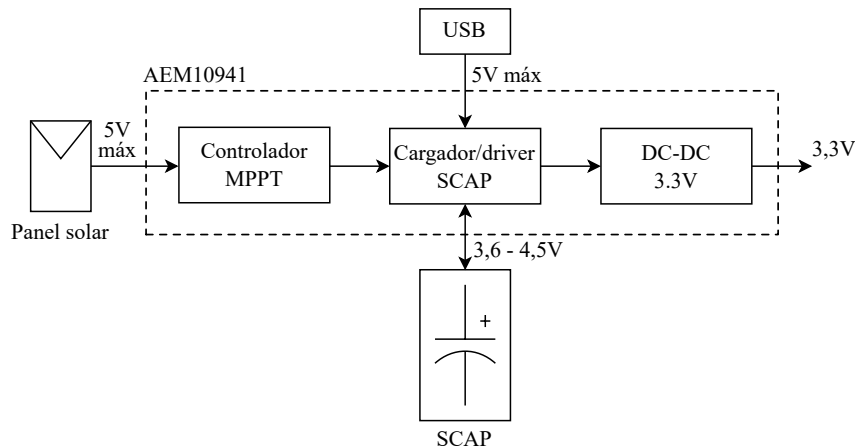 USB
AEM10941
5V máx
5V
máx
Controlador
MPPT
Cargador/driver
SCAP
DC-DC
3.3V
3,3V
Panel solar
3,6 - 4,5V
+
SCAP